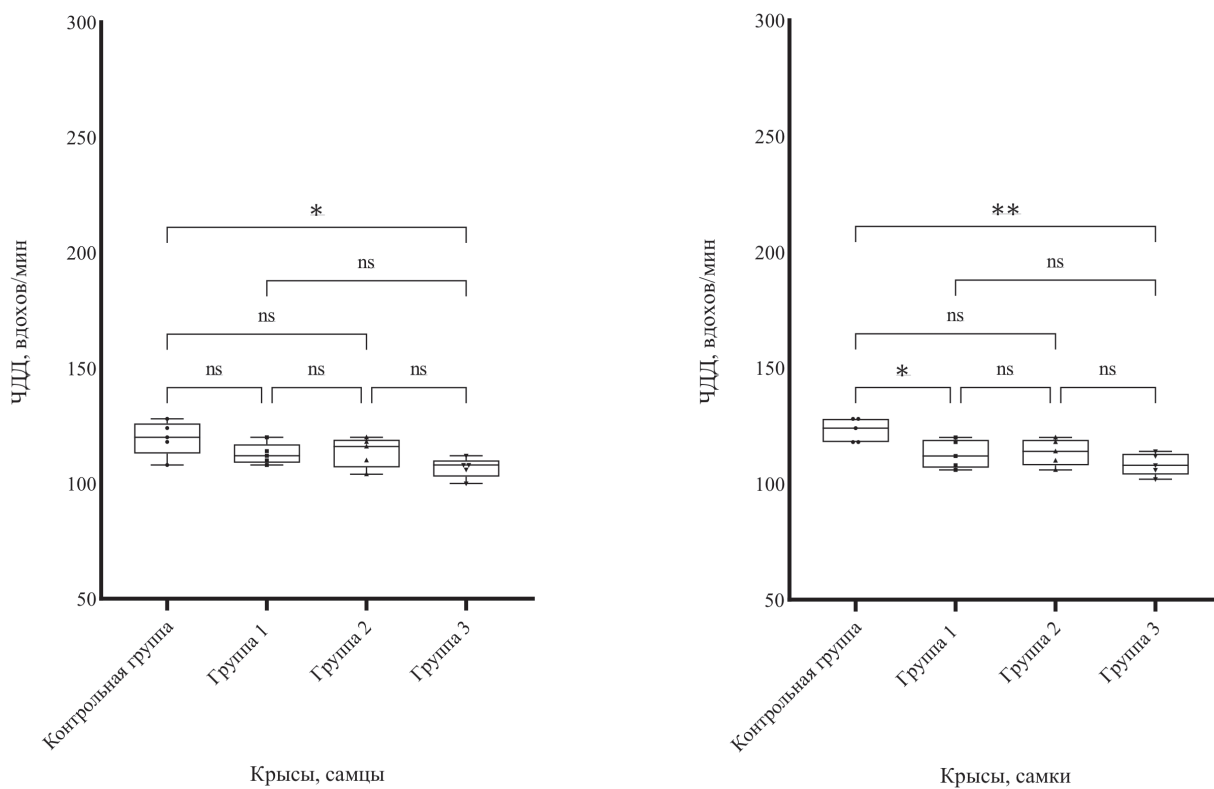 300
250
200
150
100
50
ЧДД, вдохов/мин
*
ns
ns
ns
ns
ns
Контрольная группа
Группа 1
Группа 2
Группа 3
Крысы, самцы
300
250
200
150
100
50
ЧДД, вдохов/мин
**
ns
ns
*
ns
ns
Контрольная группа
Группа 1
Группа 2
Группа 3
Крысы, самки